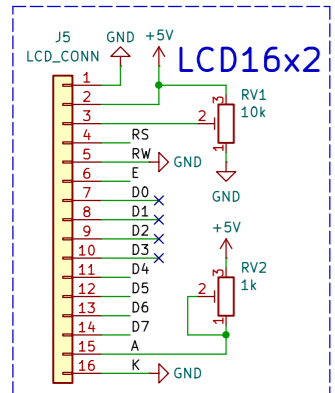 J5
GND
+5V
LCD_CONN
LCD16x2
1
2
3
RV1
10k
3
2
1
4
RS
5
RW
GND
6
E
GND
7
D0
8
D1
9
D2
+5V
10
D3
11
D4
RV2
1k
3
2
1
12
D5
13
D6
14
D7
15
A
16
K
GND